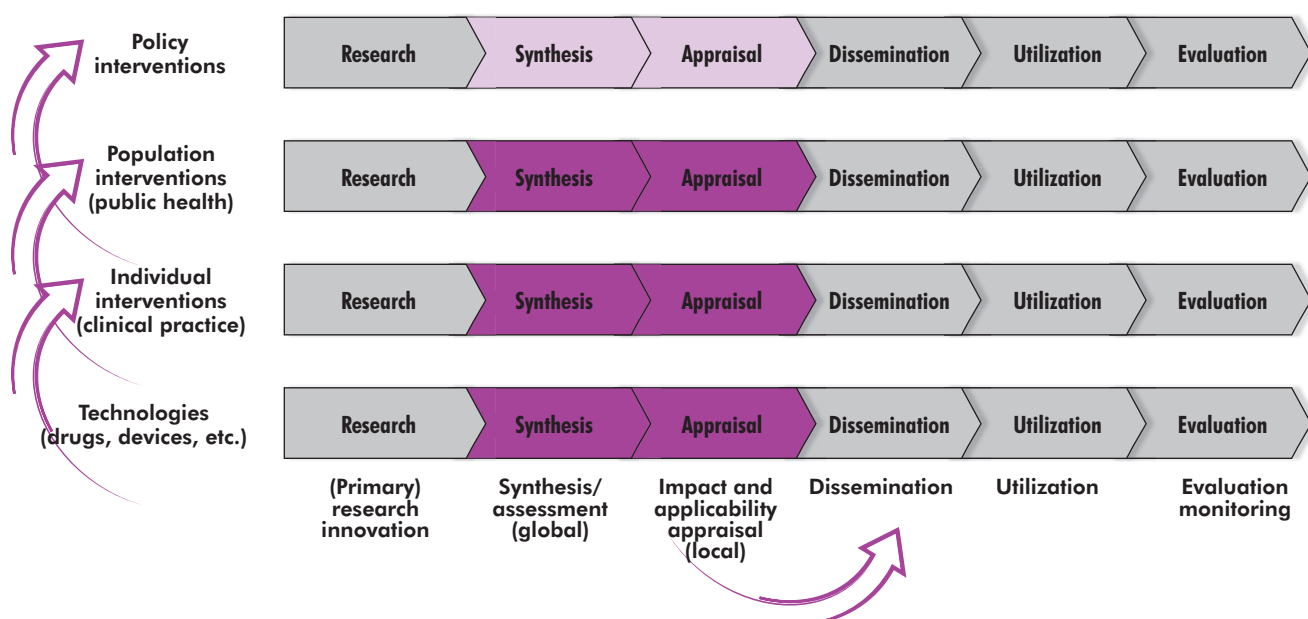 Policy
interventions
Research Synthesis Appraisal Dissemination Utilization Evaluation
Population
interventions
(public health)
Research Synthesis Appraisal Dissemination Utilization Evaluation
Individual
interventions
(clinical practice)
Research Synthesis Appraisal Dissemination Utilization Evaluation
Technologies
(drugs, devices, etc.)
Research Synthesis Appraisal Dissemination Utilization Evaluation
(Primary)
research
innovation
Synthesis/
assessment
(global)
Impact and
applicability
appraisal
(local)
Dissemination
Utilization
Evaluation
monitoring